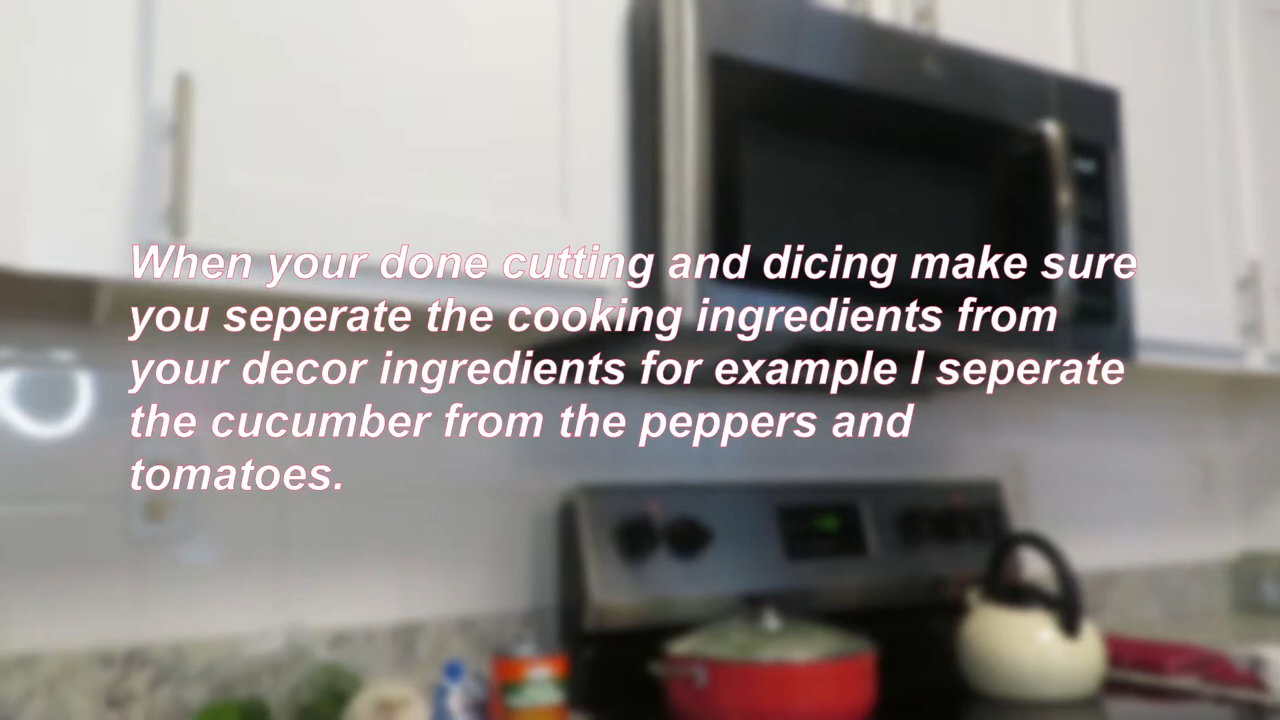 When your done cutting and dicing make sure
you seperate the cooking ingredients from
your decor ingredients for example I seperate
the cucumber from the peppers and
tomatoes.